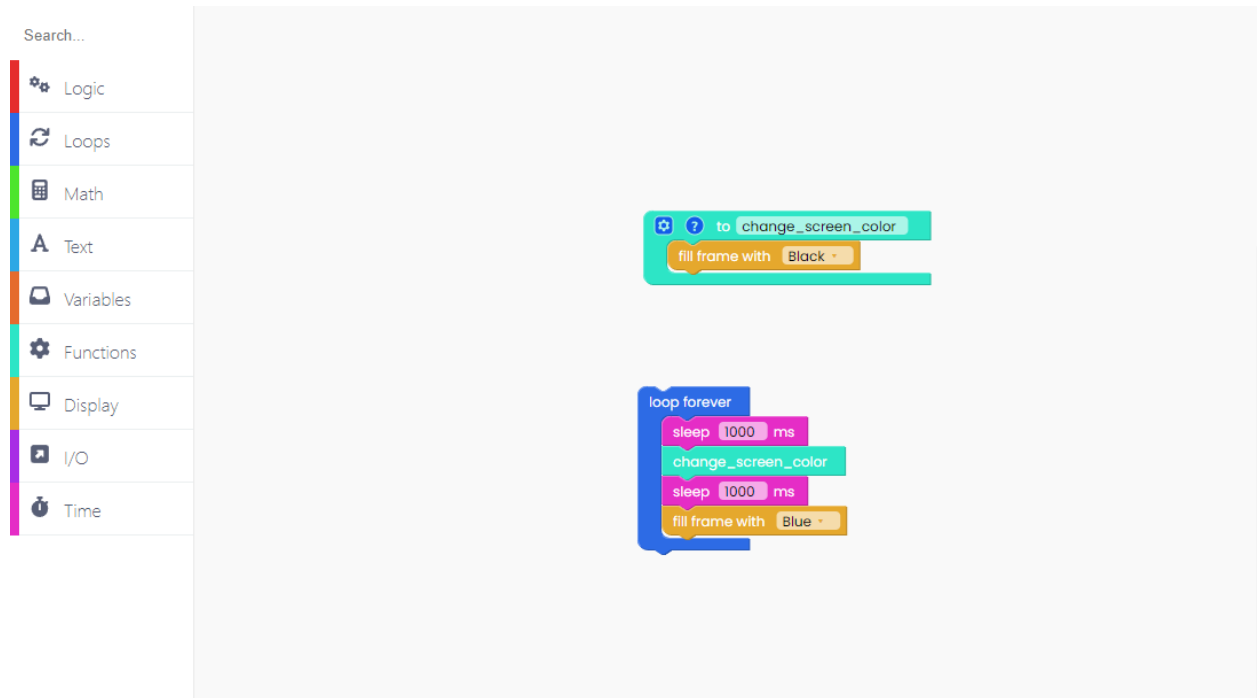 Search...
Logic
Loops
Math
Text
Variables
Functions
Display
I/O
Time
? to change_screen_color
fill frame with Black
loop forever
sleep 1000 ms
change_screen_color
sleep 1000 ms
fill frame with Blue